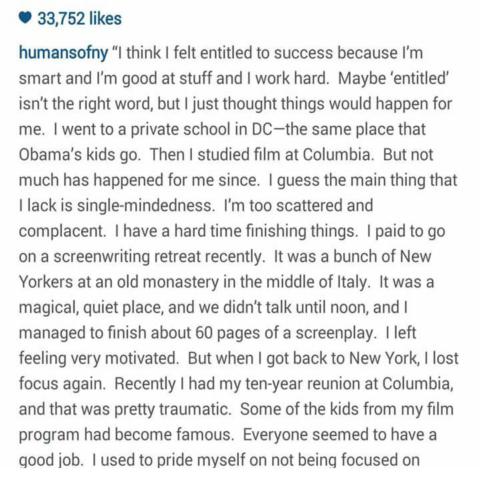 33,752 likes
humansofny “I think I felt entitled to success because I’m
smart and I’m good at stuff and I work hard. Maybe ‘entitled’
isn’t the right word, but I just thought things would happen for
me. I went to a private school in DC—the same place that
Obama’s kids go. Then I studied film at Columbia. But not
much has happened for me since. I guess the main thing that
I lack is single-mindedness. I’m too scattered and
complacent. I have a hard time finishing things. I paid to go
on a screenwriting retreat recently. It was a bunch of New
Yorkers at an old monastery in the middle of Italy. It was a
magical, quiet place, and we didn’t talk until noon, and I
managed to finish about 60 pages of a screenplay. I left
feeling very motivated. But when I got back to New York, I lost
focus again. Recently I had my ten-year reunion at Columbia,
and that was pretty traumatic. Some of the kids from my film
program had become famous. Everyone seemed to have a
good job. I used to pride myself on not being focused on